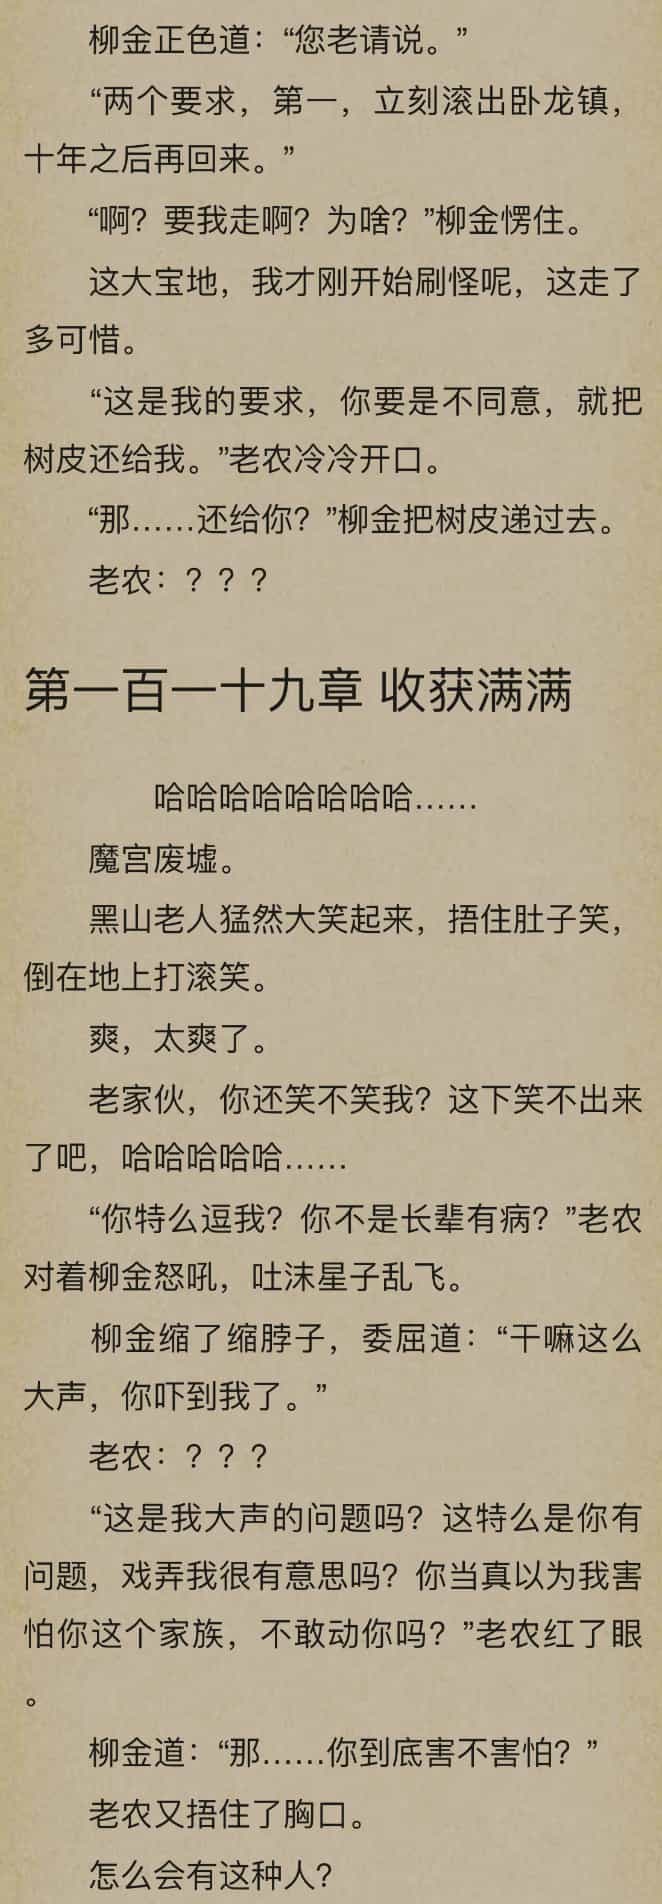 柳金正色道：“您老请说。”
“两个要求，第一，立刻滚出卧龙镇，
十年之后再回来。”
“啊？要我走啊？为啥？”柳金愣住。
这大宝地，我才刚开始刷怪呢，这走了
多可惜。
“这是我的要求，你要是不同意，就把
树皮还给我。”老农冷冷开口。
“那……还给你？”柳金把树皮递过去。
老农：？？？
第一百一十九章 收获满满
哈哈哈哈哈哈哈哈……
魔宫废墟。
黑山老人猛然大笑起来，捂住肚子笑，
倒在地上打滚笑。
爽，太爽了。
老家伙，你还笑不笑我？这下笑不出来
了吧，哈哈哈哈哈……
“你特么逗我？你不是长辈有病？”老农
对着柳金怒吼，吐沫星子乱飞。
柳金缩了缩脖子，委屈道：“干嘛这么
大声，你吓到我了。”
老农：？？？
“这是我大声的问题吗？这特么是你有
问题，戏弄我很有意思吗？你当真以为我害
怕你这个家族，不敢动你吗？”老农红了眼
。
柳金道：“那……你到底害不害怕？”
老农又捂住了胸口。
怎么会有这种人？